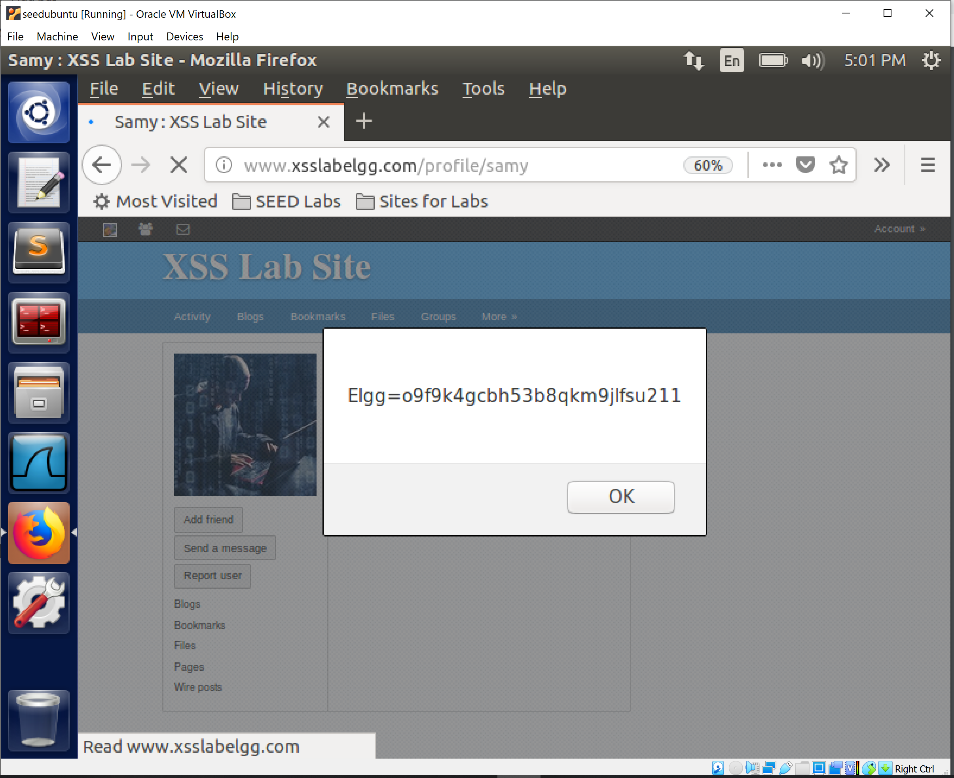 seedubuntu [Running] - Oracle VM VirtualBox
File Machine View Input Devices Help
Samy : XSS Lab Site - Mozilla Firefox En 5:01 PM
File Edit View History Bookmarks Tools Help
Samy : XSS Lab Site
www.xsslabelgg.com/profile/samy 60%
Most Visited SEED Labs Sites for Labs
Account »
XSS Lab Site
Activity Blogs Bookmarks Files Groups More »
Elgg=o9f9k4gcbh53b8qkm9jlfsu211
OK
Add friend
Send a message
Report user
Blogs
Bookmarks
Files
Pages
Wire posts
Read www.xsslabelgg.com
Right Ctrl